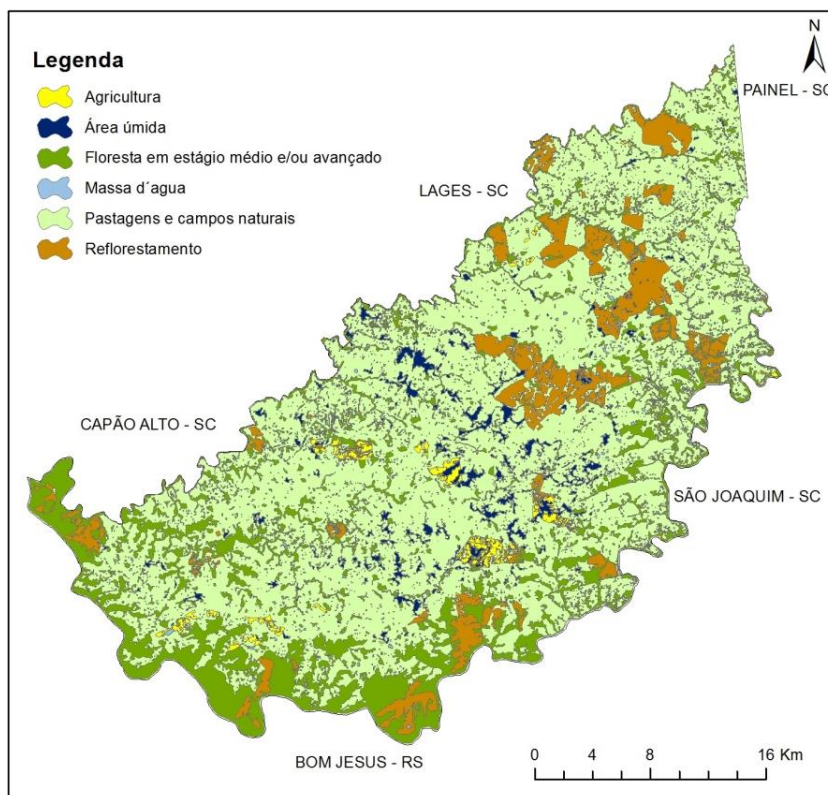 N
Legenda
PAINEL - SC
Agricultura
Área úmida
Floresta em estágio médio e/ou avançado
Massa d´agua
LAGES - SC
Pastagens e campos naturais
Reflorestamento
CAPÃO ALTO - SC
SÃO JOAQUIM - SC
BOM JESUS - RS
0 4 8 16 Km